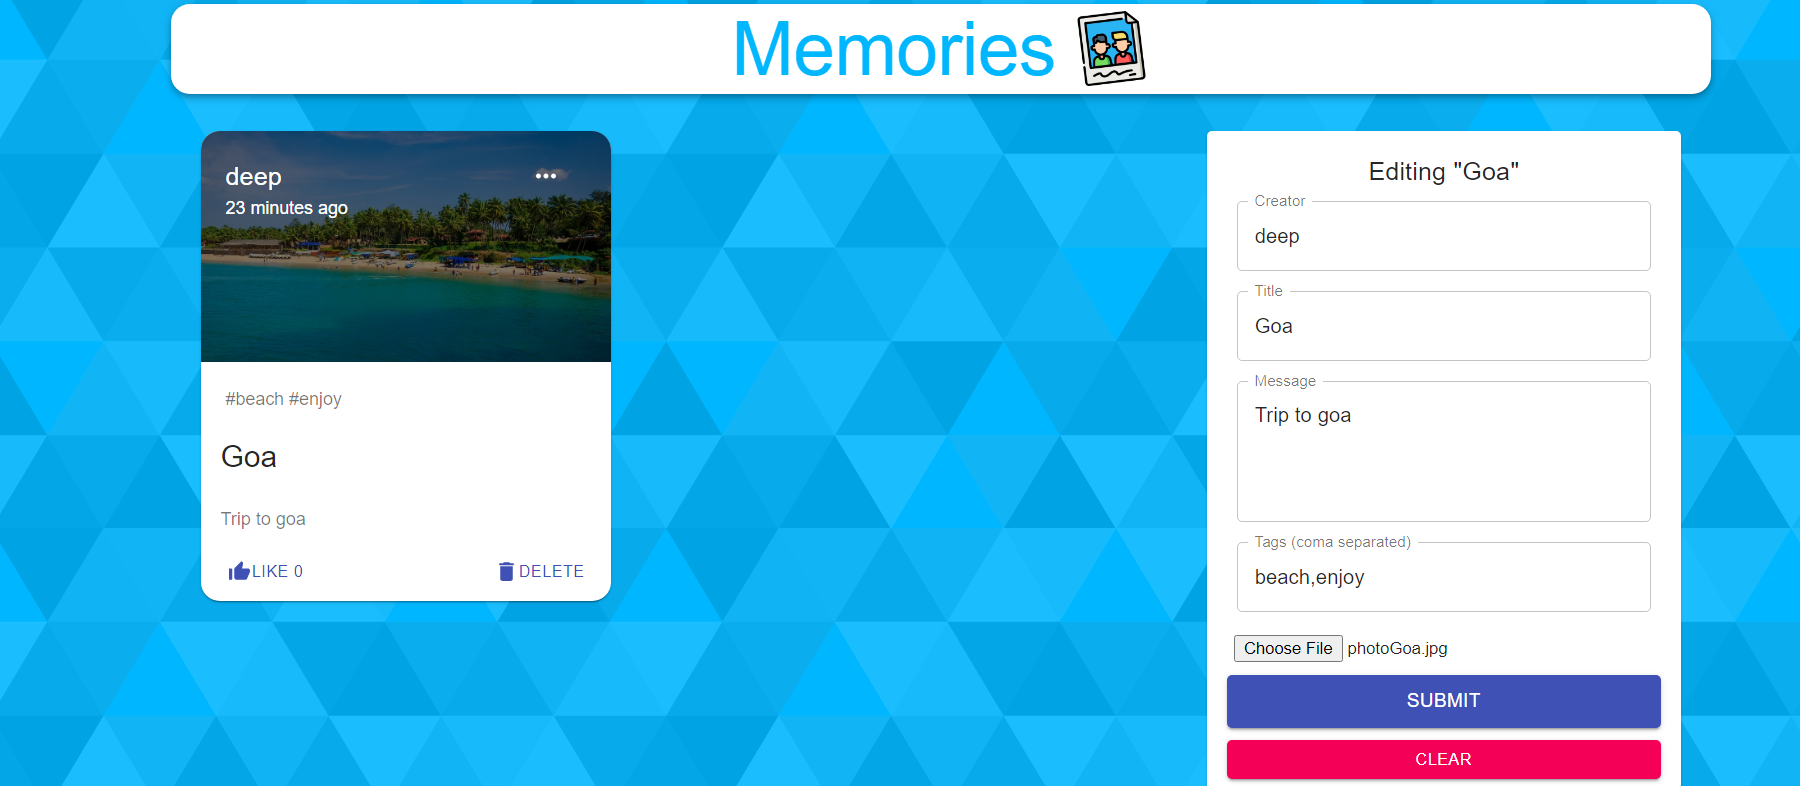 Memories
deep
23 minutes ago
#beach #enjoy
Goa
Trip to goa
LIKE 0
DELETE
Editing "Goa"
Creator
deep
Title
Goa
Message
Trip to goa
Tags (coma separated)
beach,enjoy
Choose File photoGoa.jpg
SUBMIT
CLEAR